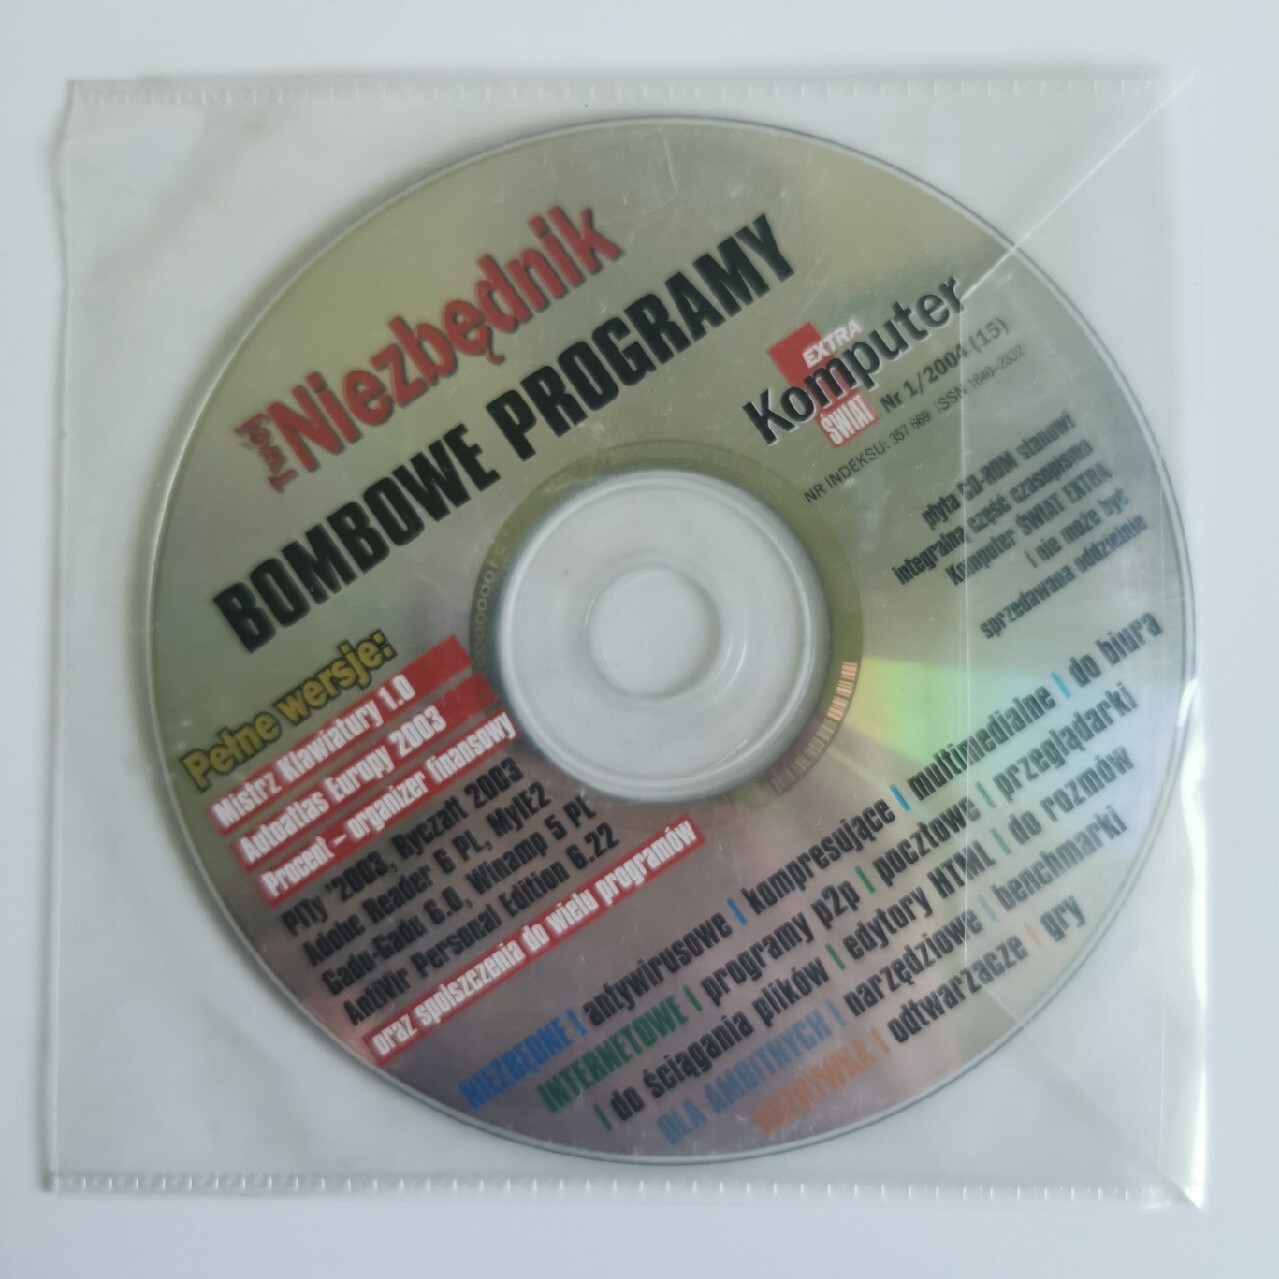 Twój Niezbędnik
BOMBOWE PROGRAMY
EXTRA
Komputer
ŚWIAT
Nr 1/2004 (15)
NR INDEKSU: 357 669 ISSN 1640-2332
płyta CD-ROM stanowi
integralną część czasopisma
Komputer ŚWIAT EXTRA
i nie może być
sprzedawana oddzielnie
Pełne wersje:
Mistrz Klawiatury 1.0
Autoatlas Europy 2003
Procent – organizer finansowy
PITy '2003, Ryczałt 2003
Adobe Reader 6 PL, MyIE2
Gadu-Gadu 6.0, Winamp 5 PL
AntiVir Personal Edition 6.22
oraz spolszczenia do wielu programów
NIEZBĘDNE | antywirusowe | kompresujące | multimedialne | do biura
INTERNETOWE | programy p2p | pocztowe | przeglądarki
| do ściągania plików | edytory HTML | do rozmów
DLA AMBITNYCH | narzędziowe | benchmarki
ROZRYWKA | odtwarzacze | gry